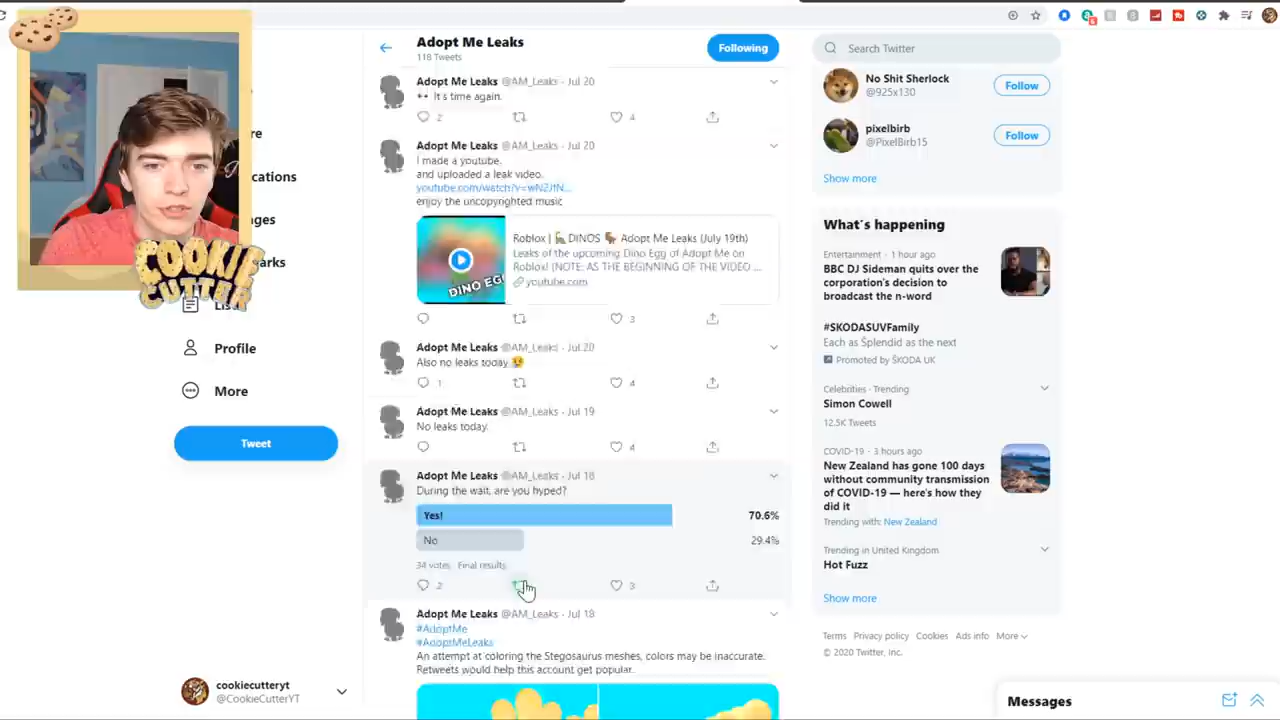 Adopt Me Leaks
118 Tweets
Following
Adopt Me Leaks @AM_Leaks · Jul 20
👀 It's time again.
2
4
Adopt Me Leaks @AM_Leaks · Jul 20
I made a youtube.
and uploaded a leak video.
enjoy the uncopyrighted music
DINO EGG
Roblox | 🦕DINOS 🦖 Adopt Me Leaks (July 19th)
Leaks of the upcoming Dino Egg of Adopt Me on
Roblox! (NOTE: AS THE BEGINNING OF THE VIDEO ...
youtube.com
3
Adopt Me Leaks @AM_Leaks · Jul 20
Also no leaks today
1
4
Adopt Me Leaks @AM_Leaks · Jul 19
No leaks today.
4
Adopt Me Leaks @AM_Leaks · Jul 18
During the wait, are you hyped?
Yes!
70.6%
No
29.4%
34 votes · Final results
2
3
Adopt Me Leaks @AM_Leaks · Jul 18
#AdoptMe
#AdoptMeLeaks
An attempt at coloring the Stegosaurus meshes, colors may be inaccurate.
Retweets would help this account get popular.
COOKIE
CUTTER
Profile
More
Tweet
cookiecutteryt
@CookieCutterYT
Search Twitter
No Shit Sherlock
@925x130
Follow
pixelbirb
@PixelBirb15
Follow
Show more
What's happening
Entertainment · 1 hour ago
BBC DJ Sideman quits over the
corporation's decision to
broadcast the n-word
#SKODASUVFamily
Each as Splendid as the next
Promoted by ŠKODA UK
Celebrities · Trending
Simon Cowell
12.5K Tweets
COVID-19 · 3 hours ago
New Zealand has gone 100 days
without community transmission
of COVID-19 — here's how they
did it
Trending with: New Zealand
Trending in United Kingdom
Hot Fuzz
Show more
Terms Privacy policy Cookies Ads info More
© 2020 Twitter, Inc.
Messages